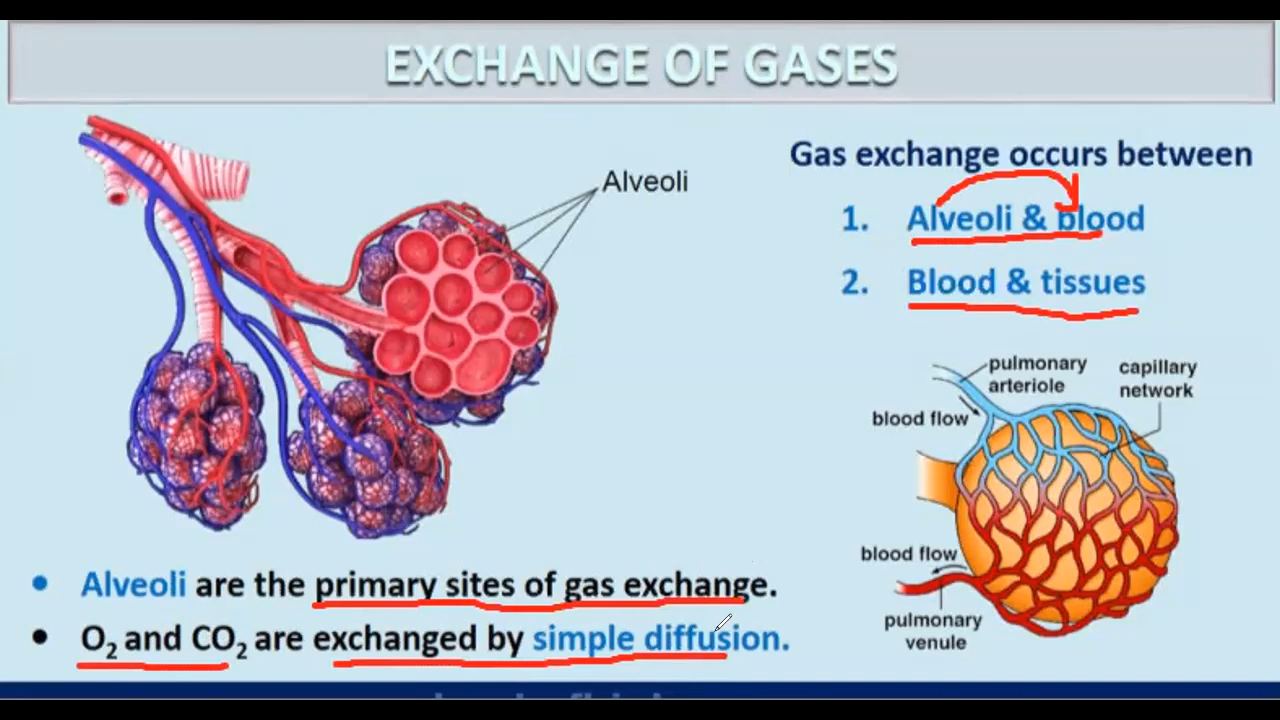 EXCHANGE OF GASES
Alveoli
Gas exchange occurs between
1. Alveoli & blood
2. Blood & tissues
pulmonary
arteriole
capillary
network
blood flow
blood flow
pulmonary
venule
• Alveoli are the primary sites of gas exchange.
• O₂ and CO₂ are exchanged by simple diffusion.